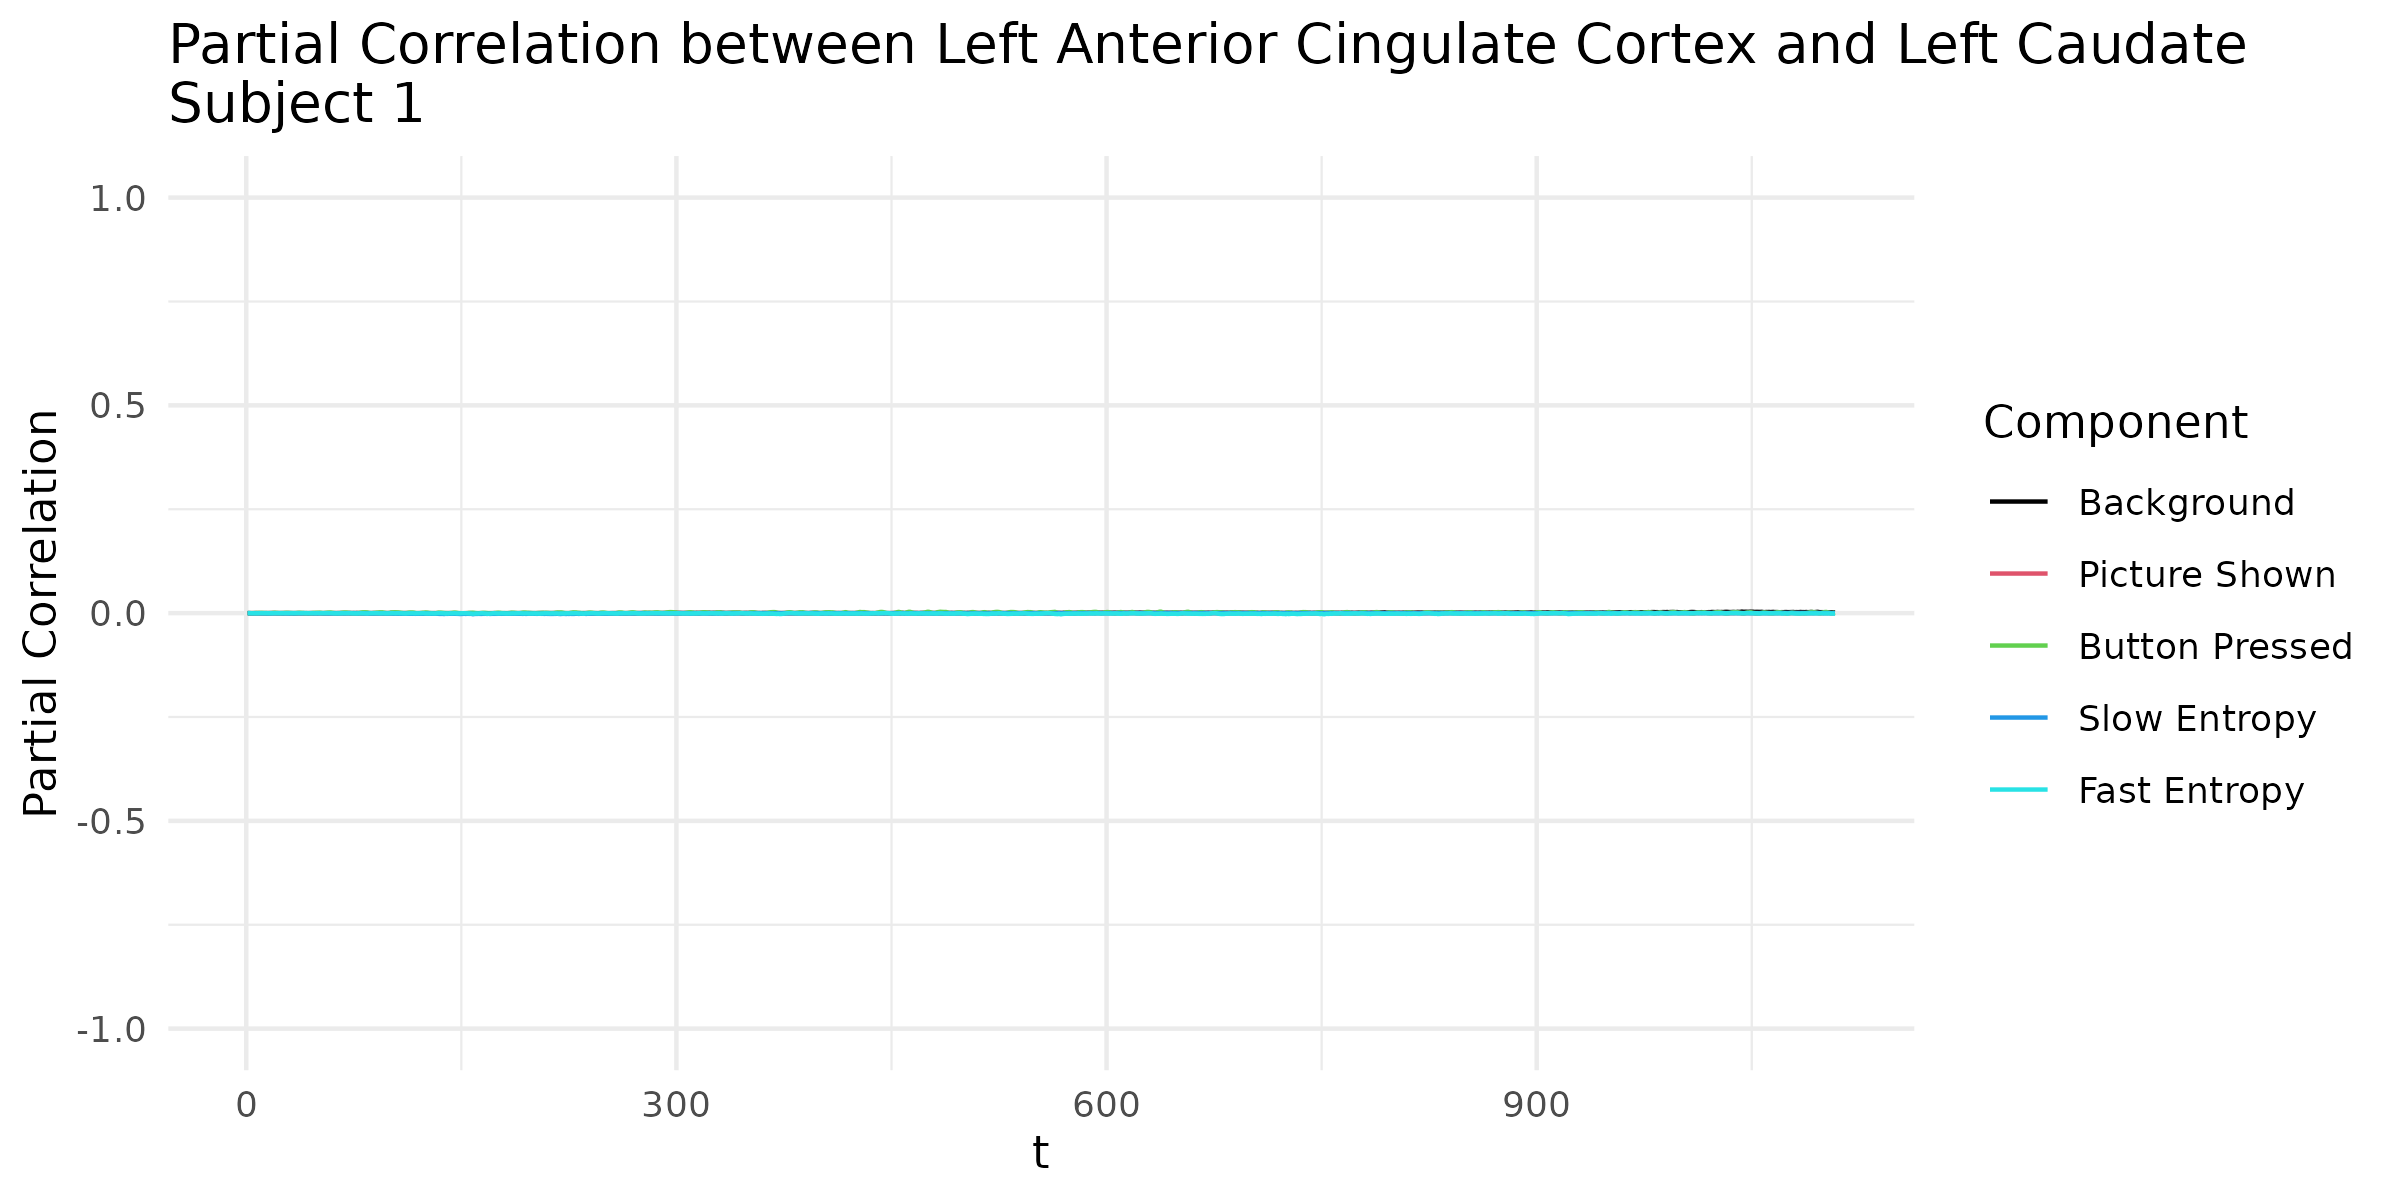 Partial Correlation between Left Anterior Cingulate Cortex and Left Caudate
Subject 1
Partial Correlation
1.0
0.5
0.0
-0.5
-1.0
0
300
600
900
t
Component
Background
Picture Shown
Button Pressed
Slow Entropy
Fast Entropy